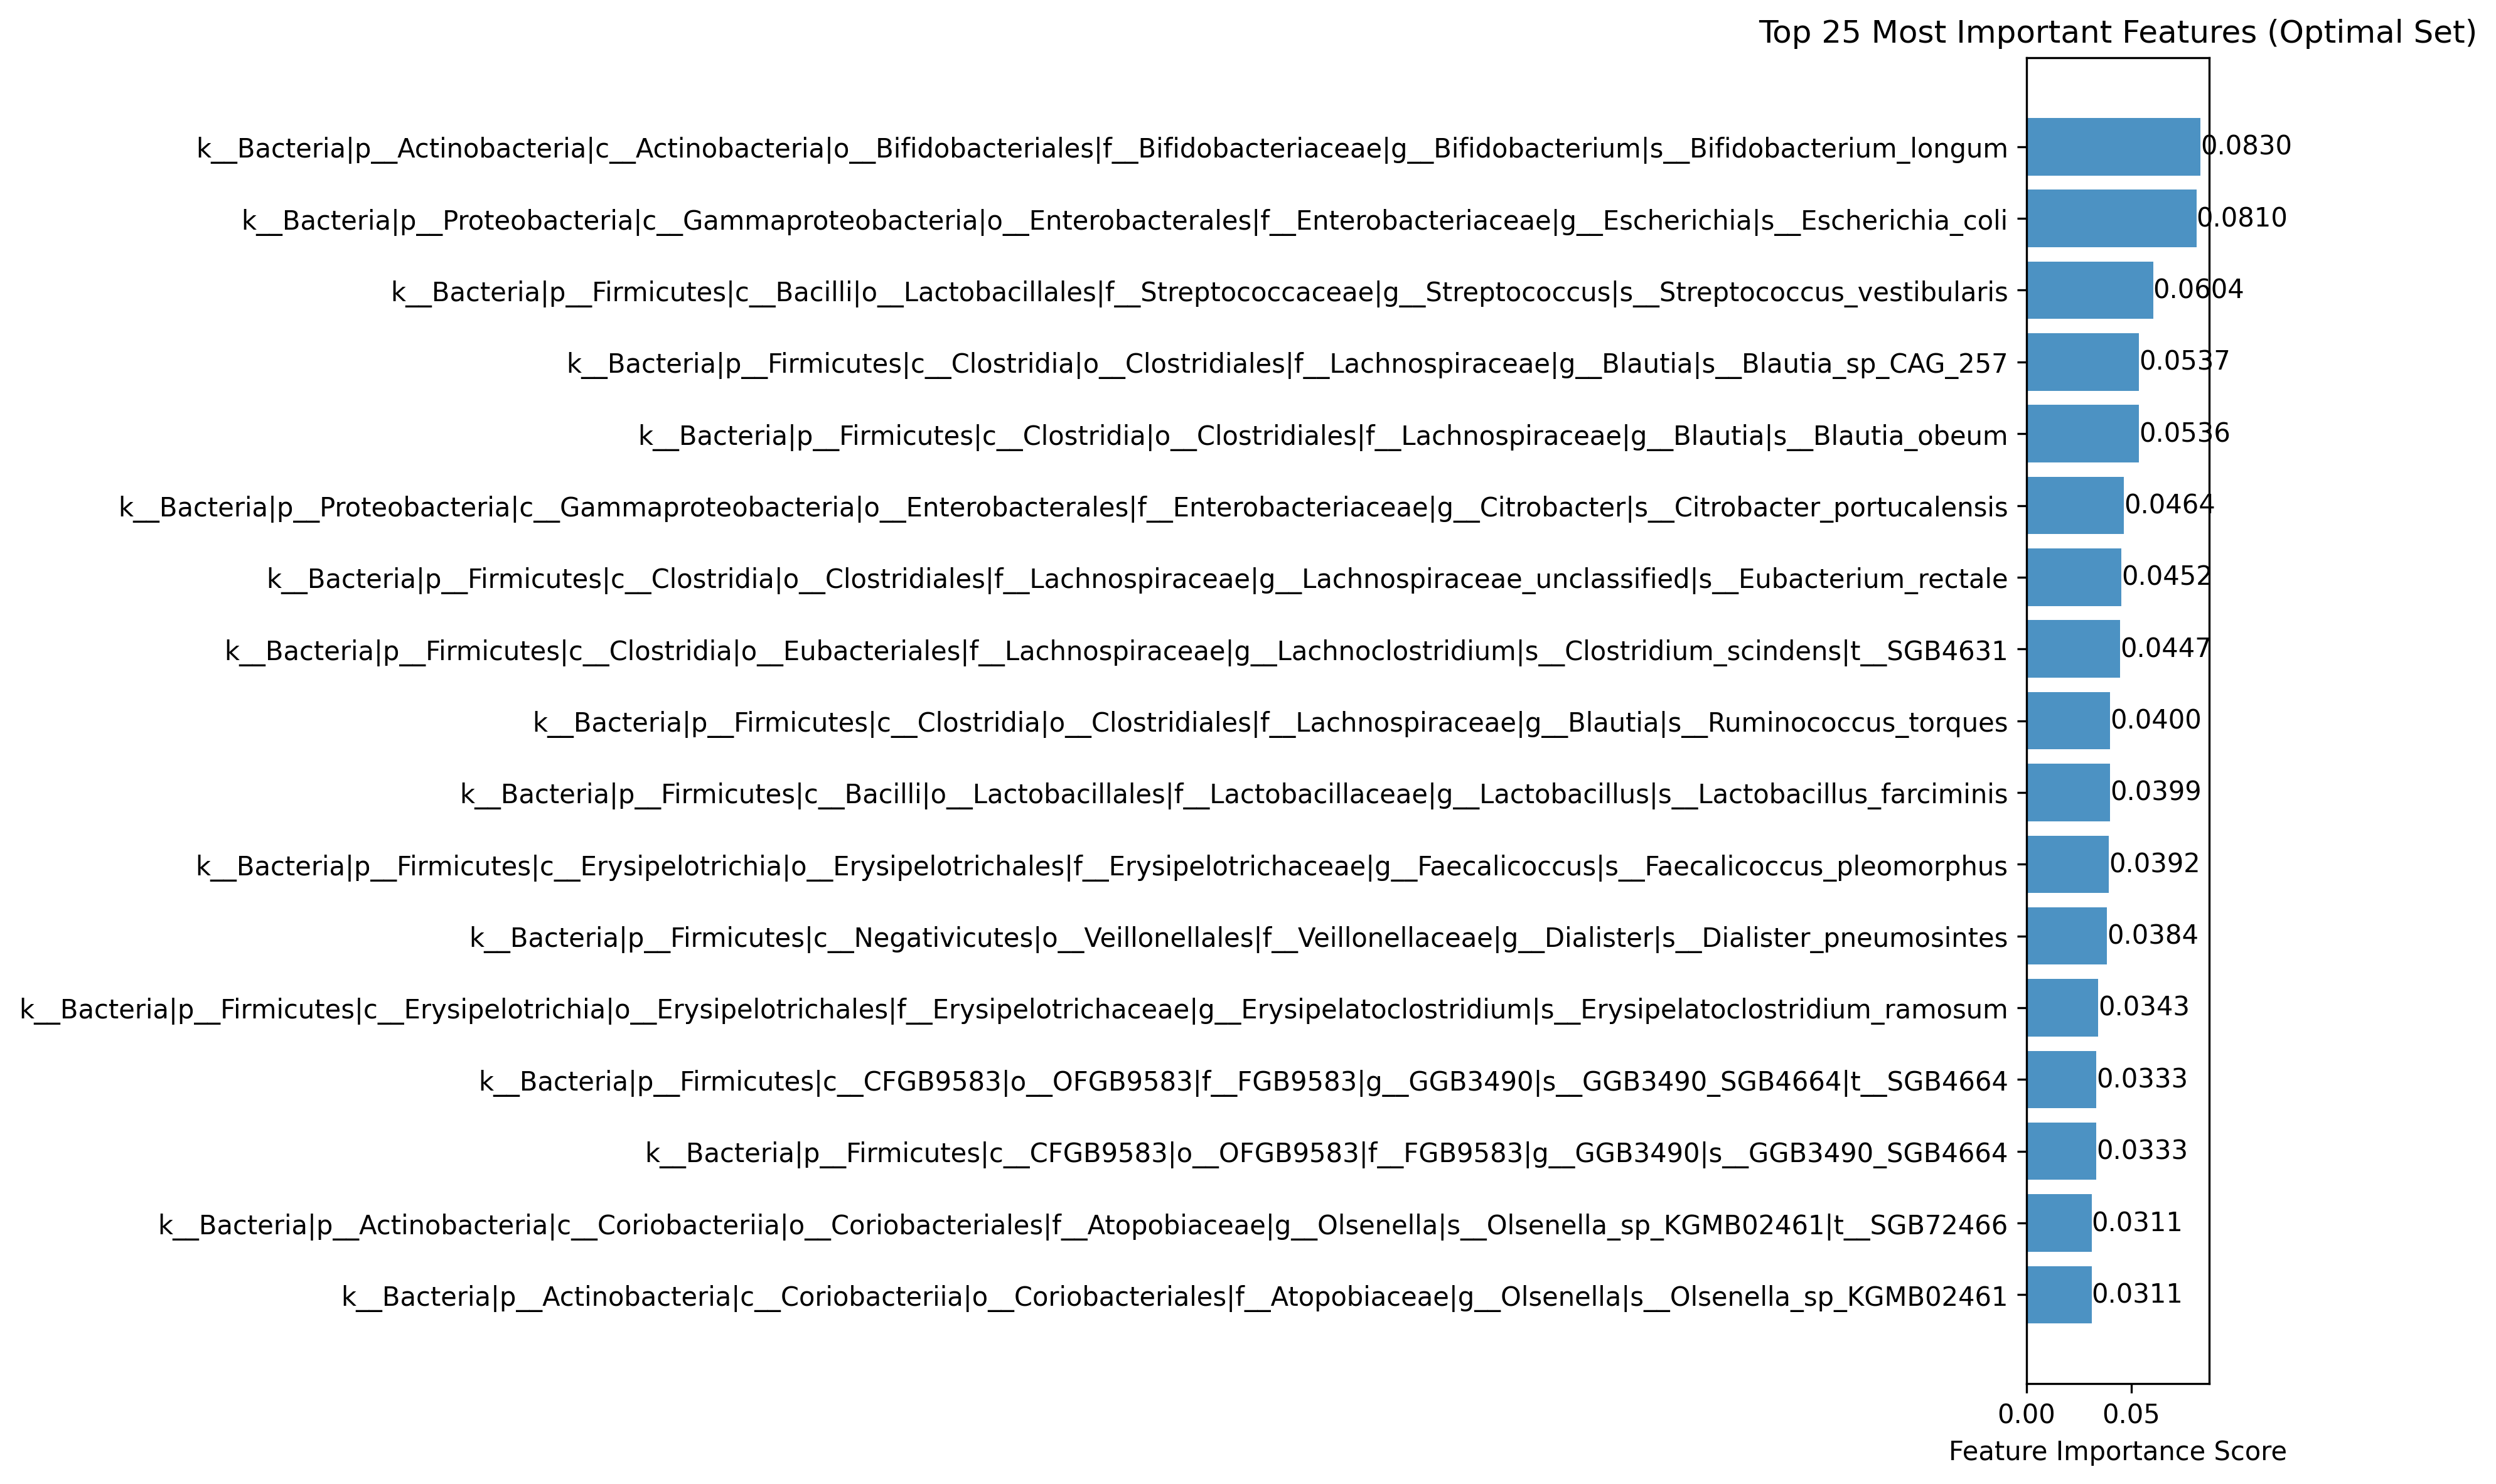 Top 25 Most Important Features (Optimal Set)
k__Bacteria|p__Actinobacteria|c__Actinobacteria|o__Bifidobacteriales|f__Bifidobacteriaceae|g__Bifidobacterium|s__Bifidobacterium_longum 0.0830
k__Bacteria|p__Proteobacteria|c__Gammaproteobacteria|o__Enterobacterales|f__Enterobacteriaceae|g__Escherichia|s__Escherichia_coli 0.0810
k__Bacteria|p__Firmicutes|c__Bacilli|o__Lactobacillales|f__Streptococcaceae|g__Streptococcus|s__Streptococcus_vestibularis 0.0604
k__Bacteria|p__Firmicutes|c__Clostridia|o__Clostridiales|f__Lachnospiraceae|g__Blautia|s__Blautia_sp_CAG_257 0.0537
k__Bacteria|p__Firmicutes|c__Clostridia|o__Clostridiales|f__Lachnospiraceae|g__Blautia|s__Blautia_obeum 0.0536
k__Bacteria|p__Proteobacteria|c__Gammaproteobacteria|o__Enterobacterales|f__Enterobacteriaceae|g__Citrobacter|s__Citrobacter_portucalensis 0.0464
k__Bacteria|p__Firmicutes|c__Clostridia|o__Clostridiales|f__Lachnospiraceae|g__Lachnospiraceae_unclassified|s__Eubacterium_rectale 0.0452
k__Bacteria|p__Firmicutes|c__Clostridia|o__Eubacteriales|f__Lachnospiraceae|g__Lachnoclostridium|s__Clostridium_scindens|t__SGB4631 0.0447
k__Bacteria|p__Firmicutes|c__Clostridia|o__Clostridiales|f__Lachnospiraceae|g__Blautia|s__Ruminococcus_torques 0.0400
k__Bacteria|p__Firmicutes|c__Bacilli|o__Lactobacillales|f__Lactobacillaceae|g__Lactobacillus|s__Lactobacillus_farciminis 0.0399
k__Bacteria|p__Firmicutes|c__Erysipelotrichia|o__Erysipelotrichales|f__Erysipelotrichaceae|g__Faecalicoccus|s__Faecalicoccus_pleomorphus 0.0392
k__Bacteria|p__Firmicutes|c__Negativicutes|o__Veillonellales|f__Veillonellaceae|g__Dialister|s__Dialister_pneumosintes 0.0384
k__Bacteria|p__Firmicutes|c__Erysipelotrichia|o__Erysipelotrichales|f__Erysipelotrichaceae|g__Erysipelatoclostridium|s__Erysipelatoclostridium_ramosum 0.0343
k__Bacteria|p__Firmicutes|c__CFGB9583|o__OFGB9583|f__FGB9583|g__GGB3490|s__GGB3490_SGB4664|t__SGB4664 0.0333
k__Bacteria|p__Firmicutes|c__CFGB9583|o__OFGB9583|f__FGB9583|g__GGB3490|s__GGB3490_SGB4664 0.0333
k__Bacteria|p__Actinobacteria|c__Coriobacteriia|o__Coriobacteriales|f__Atopobiaceae|g__Olsenella|s__Olsenella_sp_KGMB02461|t__SGB72466 0.0311
k__Bacteria|p__Actinobacteria|c__Coriobacteriia|o__Coriobacteriales|f__Atopobiaceae|g__Olsenella|s__Olsenella_sp_KGMB02461 0.0311
0.00 0.05
Feature Importance Score